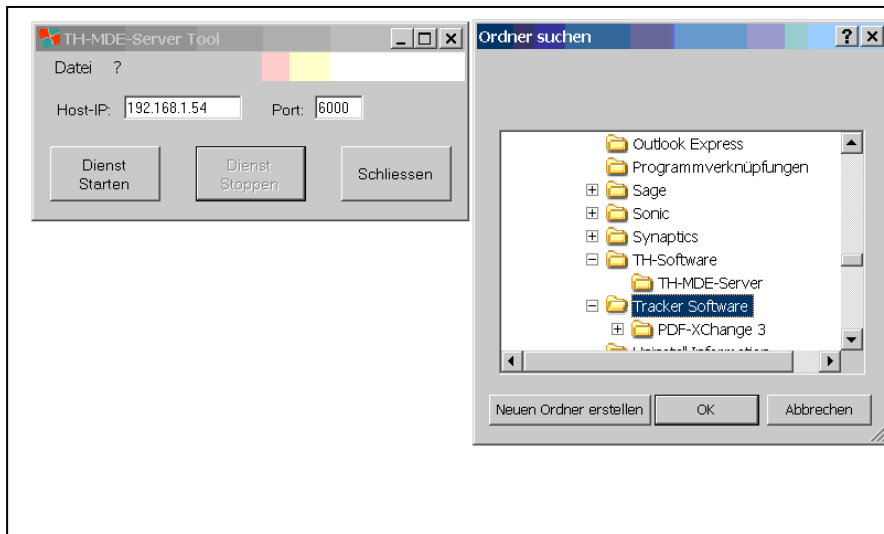 TH-MDE-Server Tool
Datei ?
Host-IP: 192.168.1.54 Port: 6000
Dienst Starten
Dienst Stoppen
Schliessen
Ordner suchen
Outlook Express
Programmverknüpfungen
Sage
Sonic
Synaptics
TH-Software
TH-MDE-Server
Tracker Software
PDF-XChange 3
Uninstall Information
Neuen Ordner erstellen
OK
Abbrechen